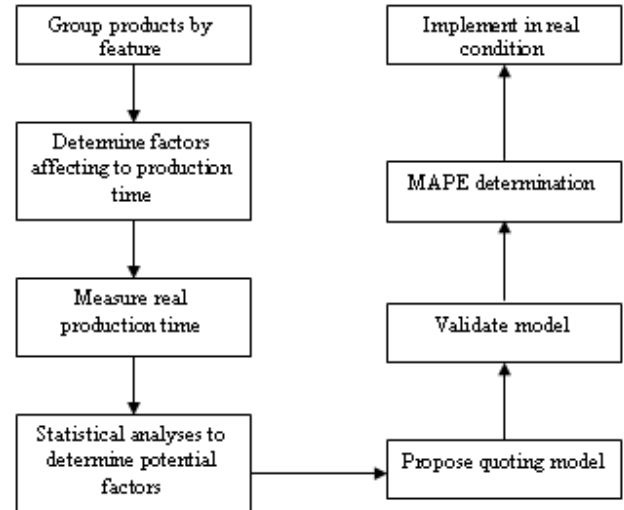 Group products by
feature
Determine factors
affecting to production
time
Measure real
production time
Statistical analyses to
determine potential
factors
Propose quoting model
Validate model
MAPE determination
Implement in real
condition